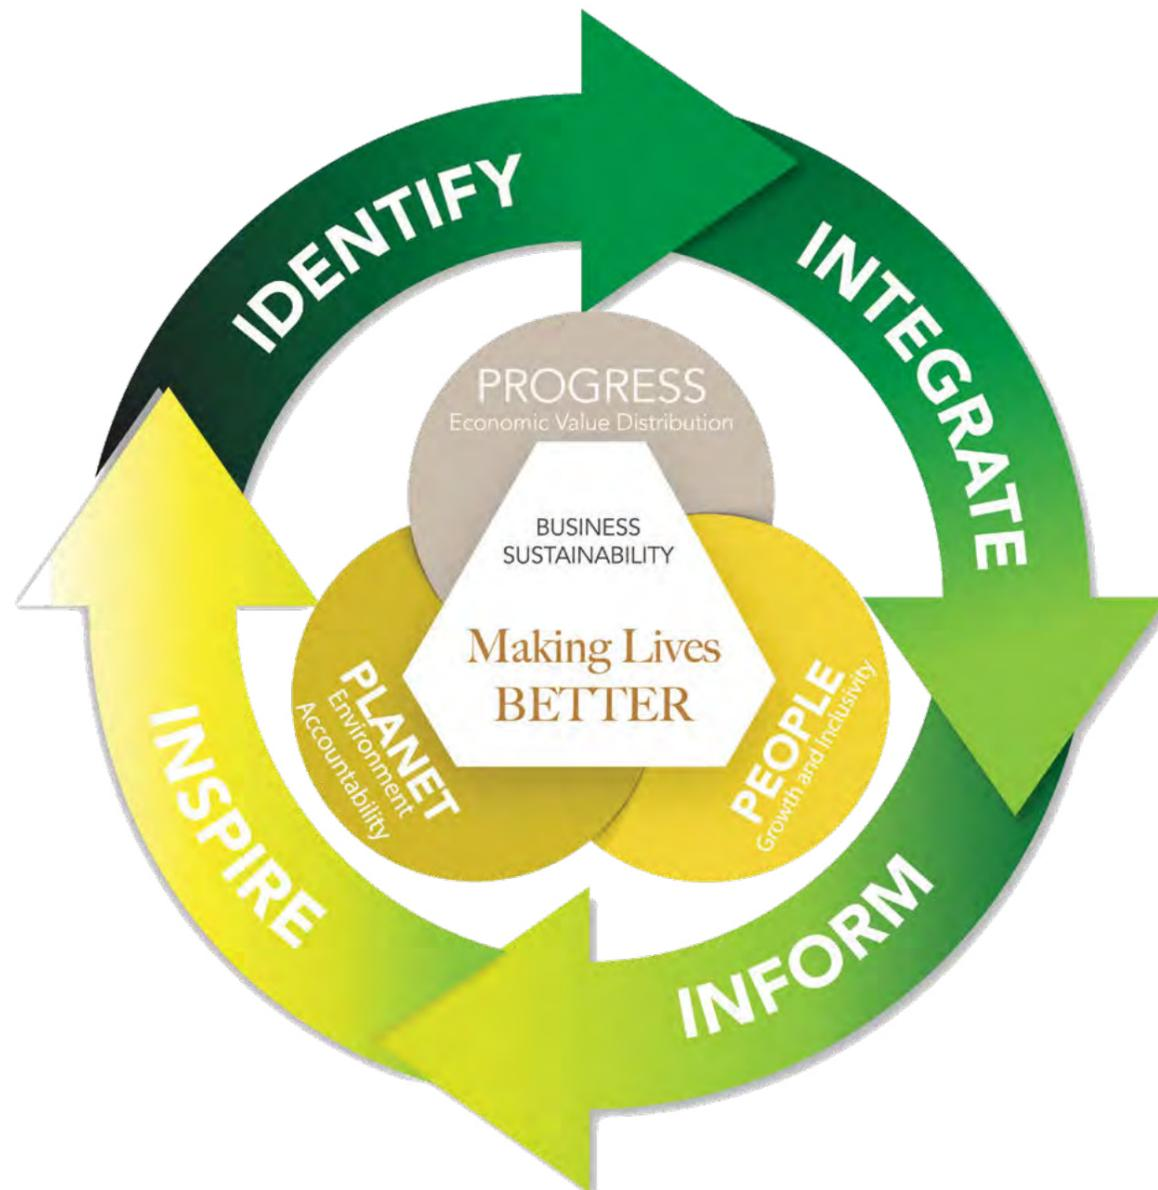 IDENTIFY
INTEGRATE
INFORM
INSPIRE
PROGRESS
Economic Value Distribution
BUSINESS
SUSTAINABILITY
Making Lives
BETTER
PLANET
Environment
Accountability
PEOPLE
Growth and Inclusivity